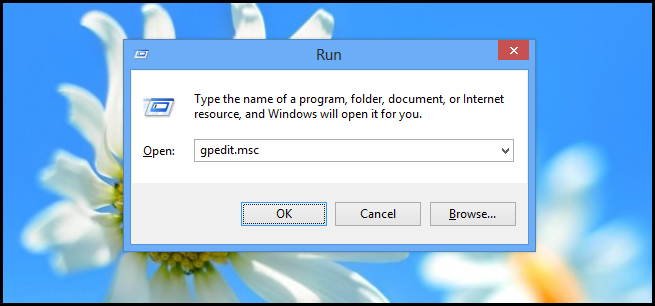 Run
Type the name of a program, folder, document, or Internet
resource, and Windows will open it for you.
Open: gpedit.msc
OK Cancel Browse...